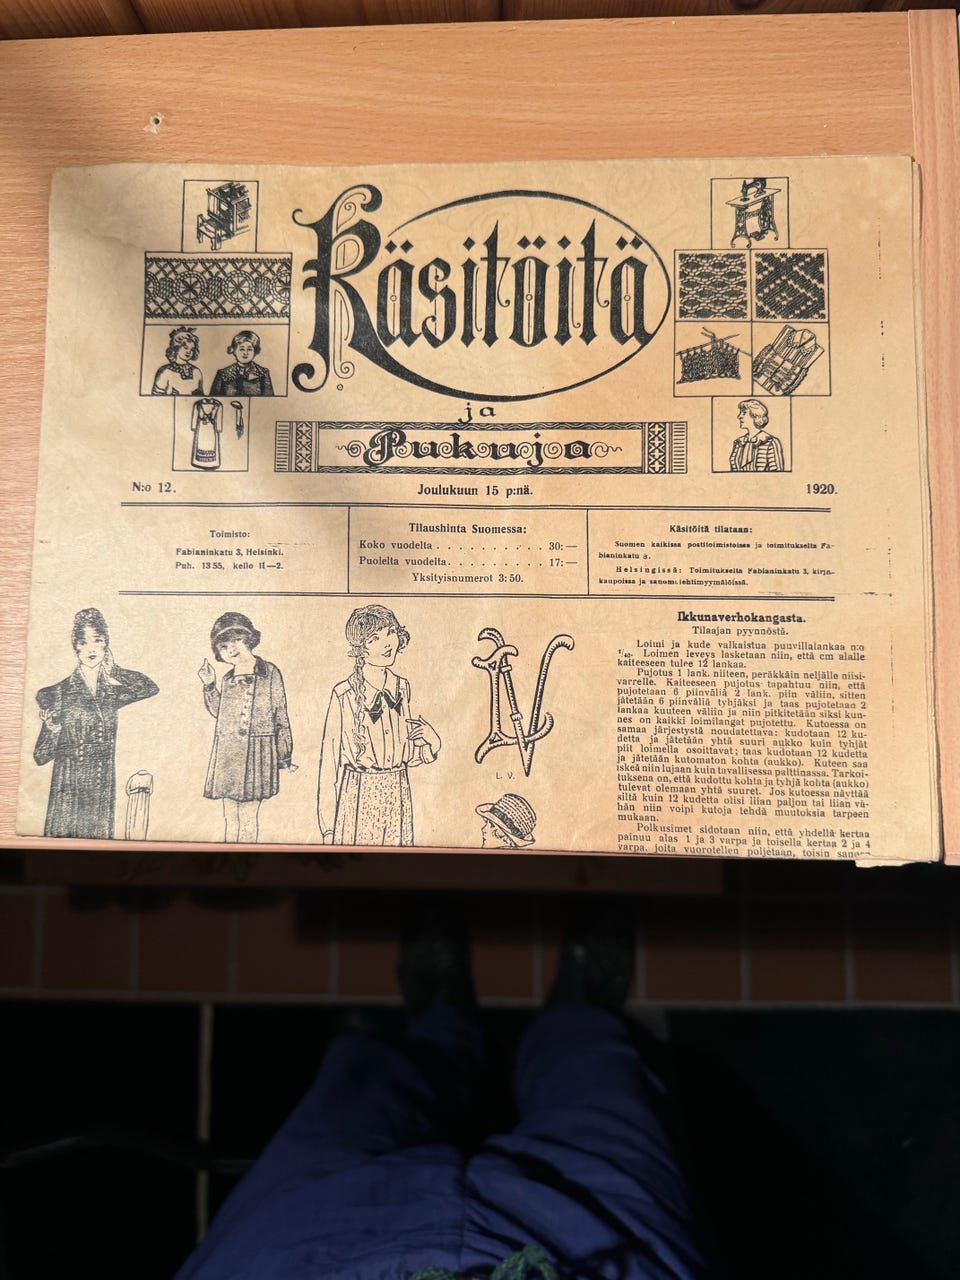 Käsitöitä
ja
Pukuja
N:o 12.
Joulukuun 15 p:nä.
1920.
Toimisto:
Fabianinkatu 3, Helsinki.
Puh. 13 55, kello 11—2.
Tilaushinta Suomessa:
Koko vuodelta . . . . . . . . . . 30: —
Puolelta vuodelta. . . . . . . . . 17: —
Yksityisnumerot 3: 50.
Käsitöitä tilataan:
Suomen kaikissa postitoimistoissa ja toimitukselta Fa-
bianinkatu 3.
Helsingissä: Toimitukselta Fabianinkatu 3, kirja-
kaupoissa ja sanomalehtimyymälöissä.
L. V.
Ikkunaverhokangasta.
Tilaajan pyynnöstä.
Loimi ja kude valkaistua puuvillalankaa n:o
Loimen leveys lasketaan niin, että cm alalle
kaiteeseen tulee 12 lankaa.
Pujotus 1 lank. niiteen, peräkkäin neljälle niisi-
varrelle. Kaiteeseen pujotus tapahtuu niin, että
pujotetaan 6 piinväliä 2 lank. piin väliin, sitten
jätetään 6 piinväliä tyhjäksi ja taas pujotetaan 2
lankaa kuuteen väliin ja niin pitkitetään siksi kun-
nes on kaikki loimilangat pujotettu. Kutoessa on
samaa järjestystä noudatettava: kudotaan 12 ku-
detta ja jätetään yhtä suuri aukko kuin tyhjät
piit loimella osoittavat; taas kudotaan 12 kudetta
ja jätetään kutomaton kohta (aukko). Kuteen saa
iskeä niin lujaan kuin tavallisessa palttinassa. Tarkoi-
tuksena on, että kudottu kohta ja tyhjä kohta (aukko)
tulevat olemaan yhtä suuret. Jos kutoessa näyttää
siltä kuin 12 kudetta olisi liian paljon tai liian vä-
hän niin voipi kutoja tehdä muutoksia tarpeen
mukaan.
Polkusimet sidotaan niin, että yhdellä kertaa
painuu alas 1 ja 3 varpa ja toisella kertaa 2 ja 4
varpa, joita vuorotellen poljetaan, toisin